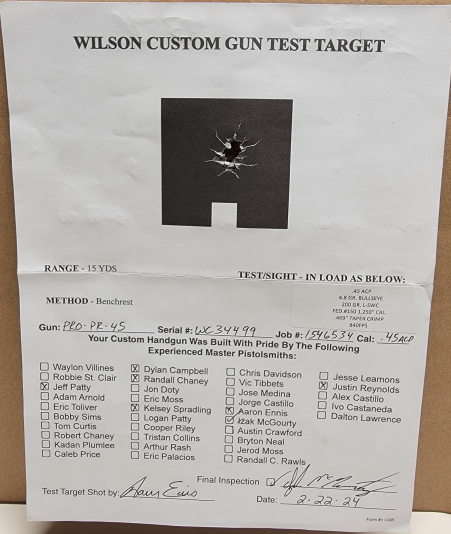 WILSON CUSTOM GUN TEST TARGET
RANGE - 15 YDS
TEST/SIGHT - IN LOAD AS BELOW:
.45 ACP
4.8 GR. BULLSEYE
200 GR. L-SWC
FED.#150 1.250" CAL.
.469" TAPER CRIMP
840FPS
METHOD - Benchrest
Gun: PRO-PR-45 Serial #: WC34499 Job #: 1546534 Cal: .45ACP
Your Custom Handgun Was Built With Pride By The Following
Experienced Master Pistolsmiths:
Waylon Villines
Robbie St. Clair
X Jeff Patty
Adam Arnold
Eric Toliver
Bobby Sims
Tom Curtis
Robert Chaney
Kadan Plumlee
Caleb Price
X Dylan Campbell
X Randall Chaney
Jon Doty
Eric Moss
X Kelsey Spradling
Logan Patty
Cooper Riley
Tristan Collins
Arthur Rash
Eric Palacios
Chris Davidson
Vic Tibbets
Jose Medina
Jorge Castillo
X Aaron Ennis
Izak McGourty
Austin Crawford
Bryton Neal
Jerod Moss
Randall C. Rawls
Jesse Leamons
X Justin Reynolds
Alex Castillo
Ivo Castaneda
Dalton Lawrence
Final Inspection
Test Target Shot by: Aaron Ennis
Date: 2-22-24